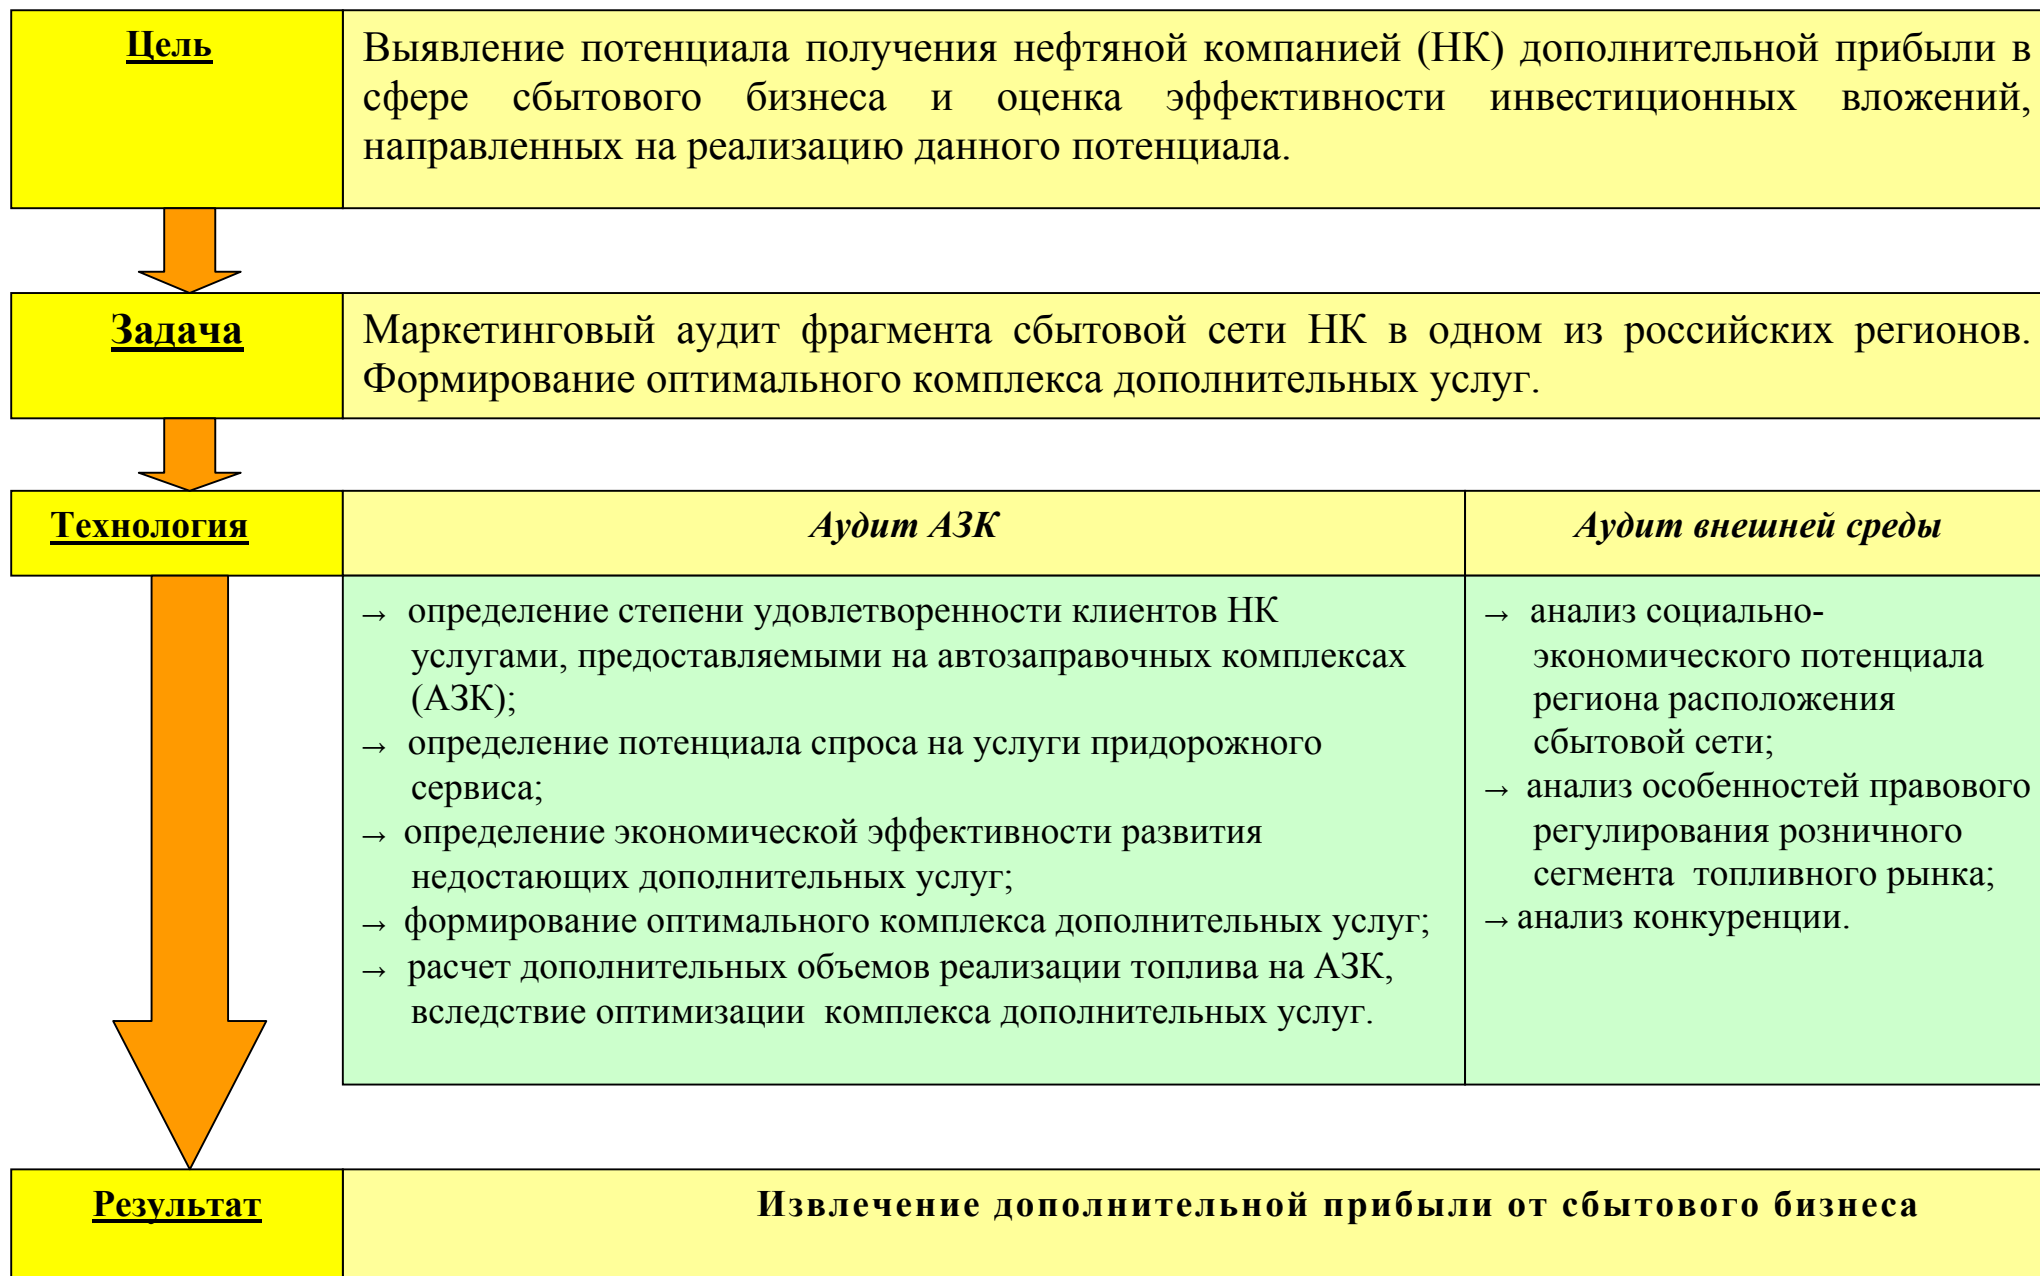 Цель
Выявление потенциала получения нефтяной компанией (НК) дополнительной прибыли в
сфере сбытового бизнеса и оценка эффективности инвестиционных вложений,
направленных на реализацию данного потенциала.
Задача
Маркетинговый аудит фрагмента сбытовой сети НК в одном из российских регионов.
Формирование оптимального комплекса дополнительных услуг.
Технология
Аудит АЗК
Аудит внешней среды
→ определение степени удовлетворенности клиентов НК
услугами, предоставляемыми на автозаправочных комплексах
(АЗК);
→ определение потенциала спроса на услуги придорожного
сервиса;
→ определение экономической эффективности развития
недостающих дополнительных услуг;
→ формирование оптимального комплекса дополнительных услуг;
→ расчет дополнительных объемов реализации топлива на АЗК,
вследствие оптимизации комплекса дополнительных услуг.
→ анализ социально-
экономического потенциала
региона расположения
сбытовой сети;
→ анализ особенностей правового
регулирования розничного
сегмента топливного рынка;
→ анализ конкуренции.
Результат
Извлечение дополнительной прибыли от сбытового бизнеса